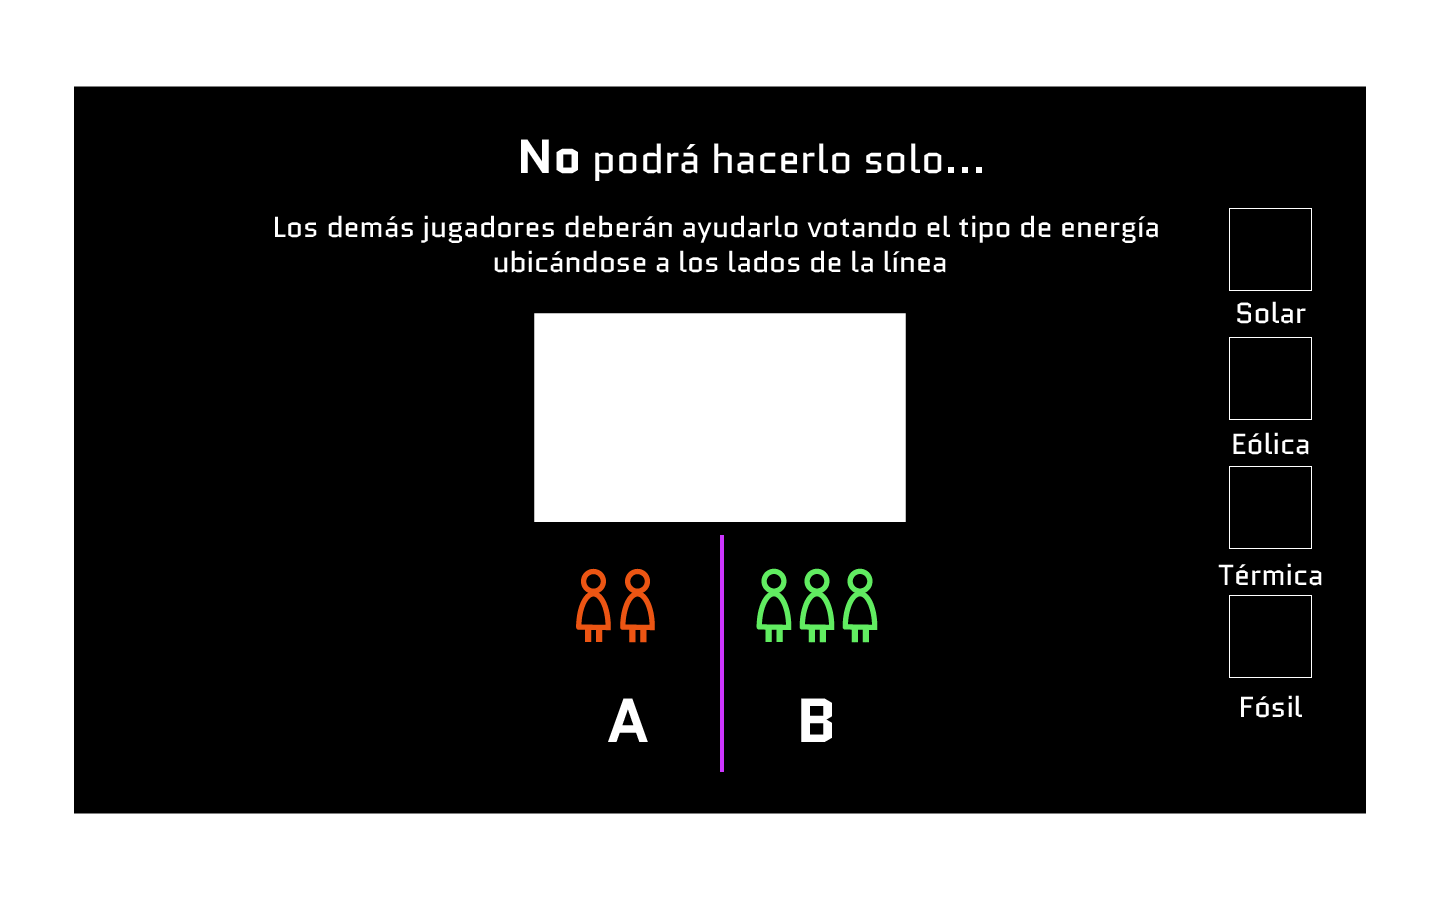 No podrá hacerlo solo...
Los demás jugadores deberán ayudarlo votando el tipo de energía
ubicándose a los lados de la línea
Solar
Eólica
Térmica
Fósil
A
B